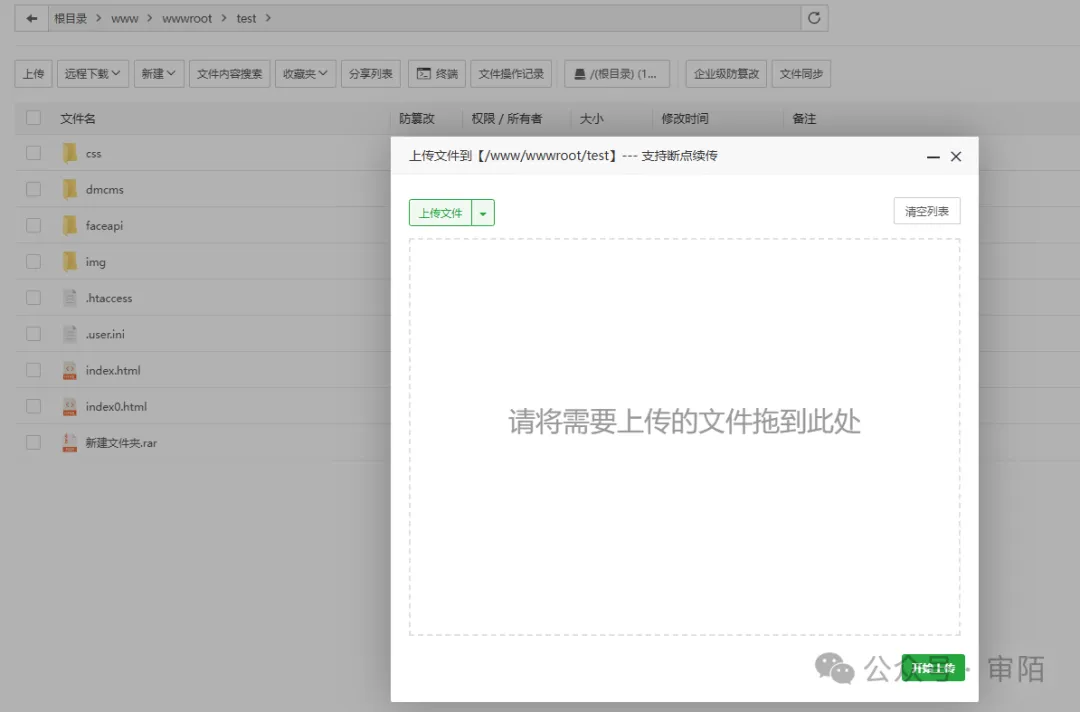 根目录 > www > wwwroot > test >
上传 远程下载 新建 文件内容搜索 收藏夹 分享列表 终端 文件操作记录 /(根目录) (1... 企业级防篡改 文件同步
文件名 防篡改 权限 / 所有者 大小 修改时间 备注
上传文件到【/www/wwwroot/test】--- 支持断点续传
css
dmcms
faceapi
img
.htaccess
.user.ini
index.html
index0.html
新建文件夹.rar
上传文件 清空列表
请将需要上传的文件拖到此处
开始上传
公众号 · 审陌